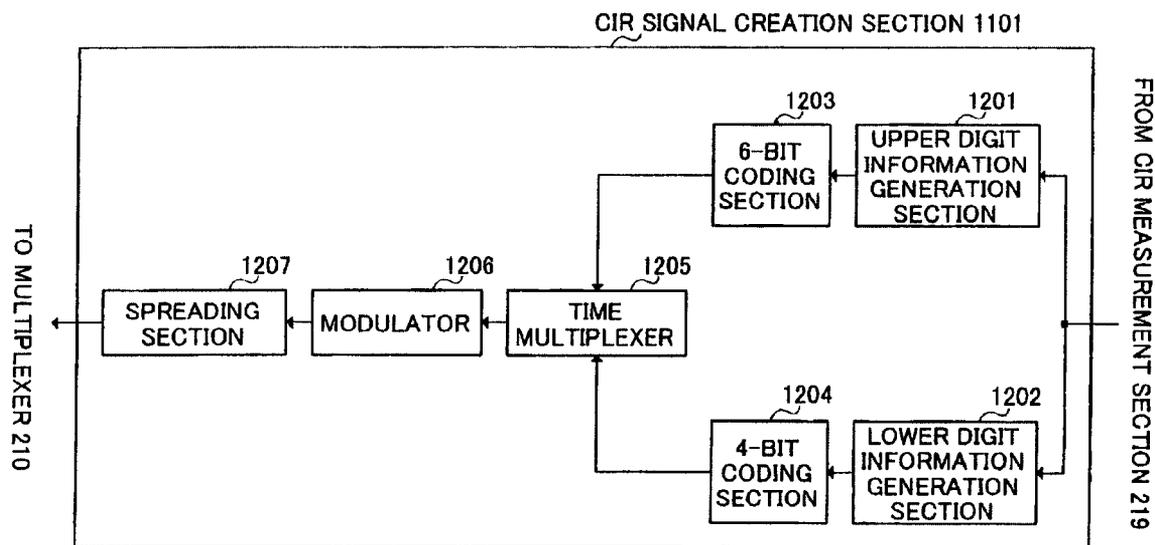 CIR SIGNAL CREATION SECTION 1101
FROM CIR MEASUREMENT SECTION 219
1203
6-BIT
CODING
SECTION
1201
UPPER DIGIT
INFORMATION
GENERATION
SECTION
TO MULTIPLEXER 210
1207
SPREADING
SECTION
1206
MODULATOR
1205
TIME
MULTIPLEXER
1204
4-BIT
CODING
SECTION
1202
LOWER DIGIT
INFORMATION
GENERATION
SECTION